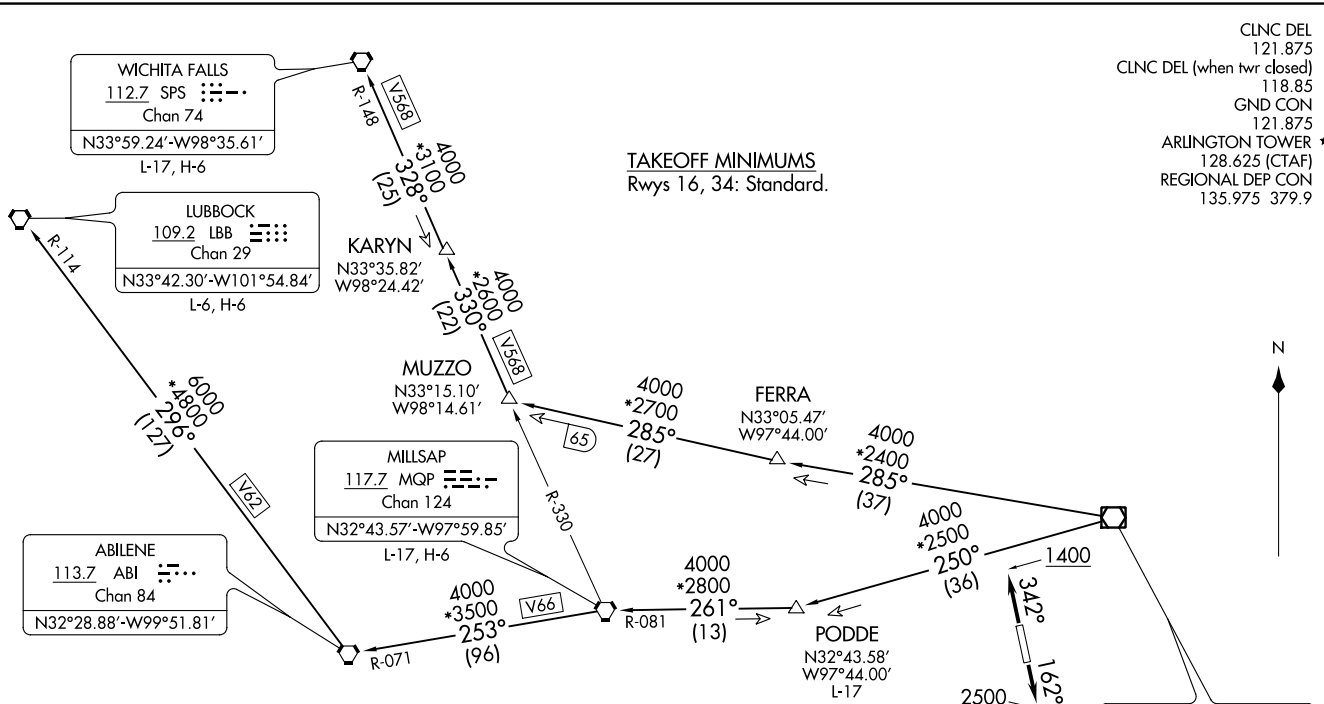 CLNC DEL
121.875
CLNC DEL (when twr closed)
118.85
GND CON
121.875
ARLINGTON TOWER *
128.625 (CTAF)
REGIONAL DEP CON
135.975 379.9
WICHITA FALLS
112.7 SPS
Chan 74
N33°59.24'-W98°35.61'
L-17, H-6
R-148
V568
4000
*3100
328°
(25)
TAKEOFF MINIMUMS
Rwys 16, 34: Standard.
LUBBOCK
109.2 LBB
Chan 29
N33°42.30'-W101°54.84'
L-6, H-6
R-114
KARYN
N33°35.82'
W98°24.42'
4000
*2600
330°
(22)
V568
MUZZO
N33°15.10'
W98°14.61'
65
4000
*2700
285°
(27)
FERRA
N33°05.47'
W97°44.00'
4000
*2400
285°
(37)
N
6000
*4800
296°
(127)
V62
MILLSAP
117.7 MQP
Chan 124
N32°43.57'-W97°59.85'
L-17, H-6
R-330
4000
*2500
250°
(36)
1400
342°
162°
2500
ABILENE
113.7 ABI
Chan 84
N32°28.88'-W99°51.81'
R-071
4000
*3500
253°
(96)
V66
R-081
4000
*2800
261°
(13)
PODDE
N32°43.58'
W97°44.00'
L-17